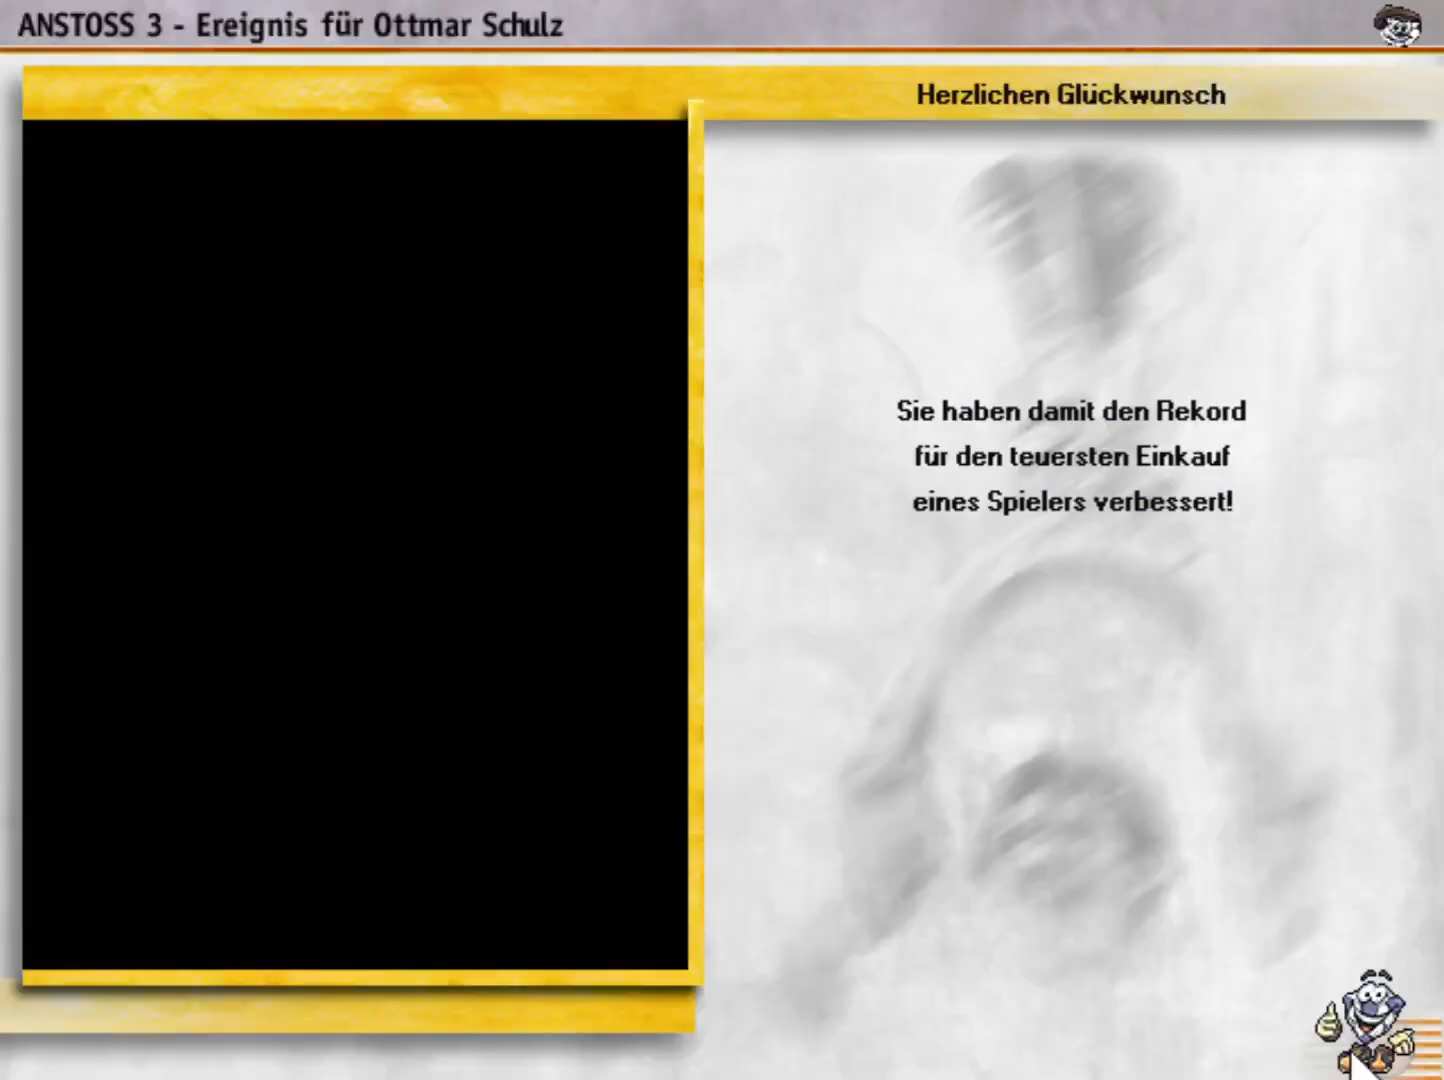 ANSTOSS 3 - Ereignis für Ottmar Schulz
Herzlichen Glückwunsch
Sie haben damit den Rekord
für den teuersten Einkauf
eines Spielers verbessert!